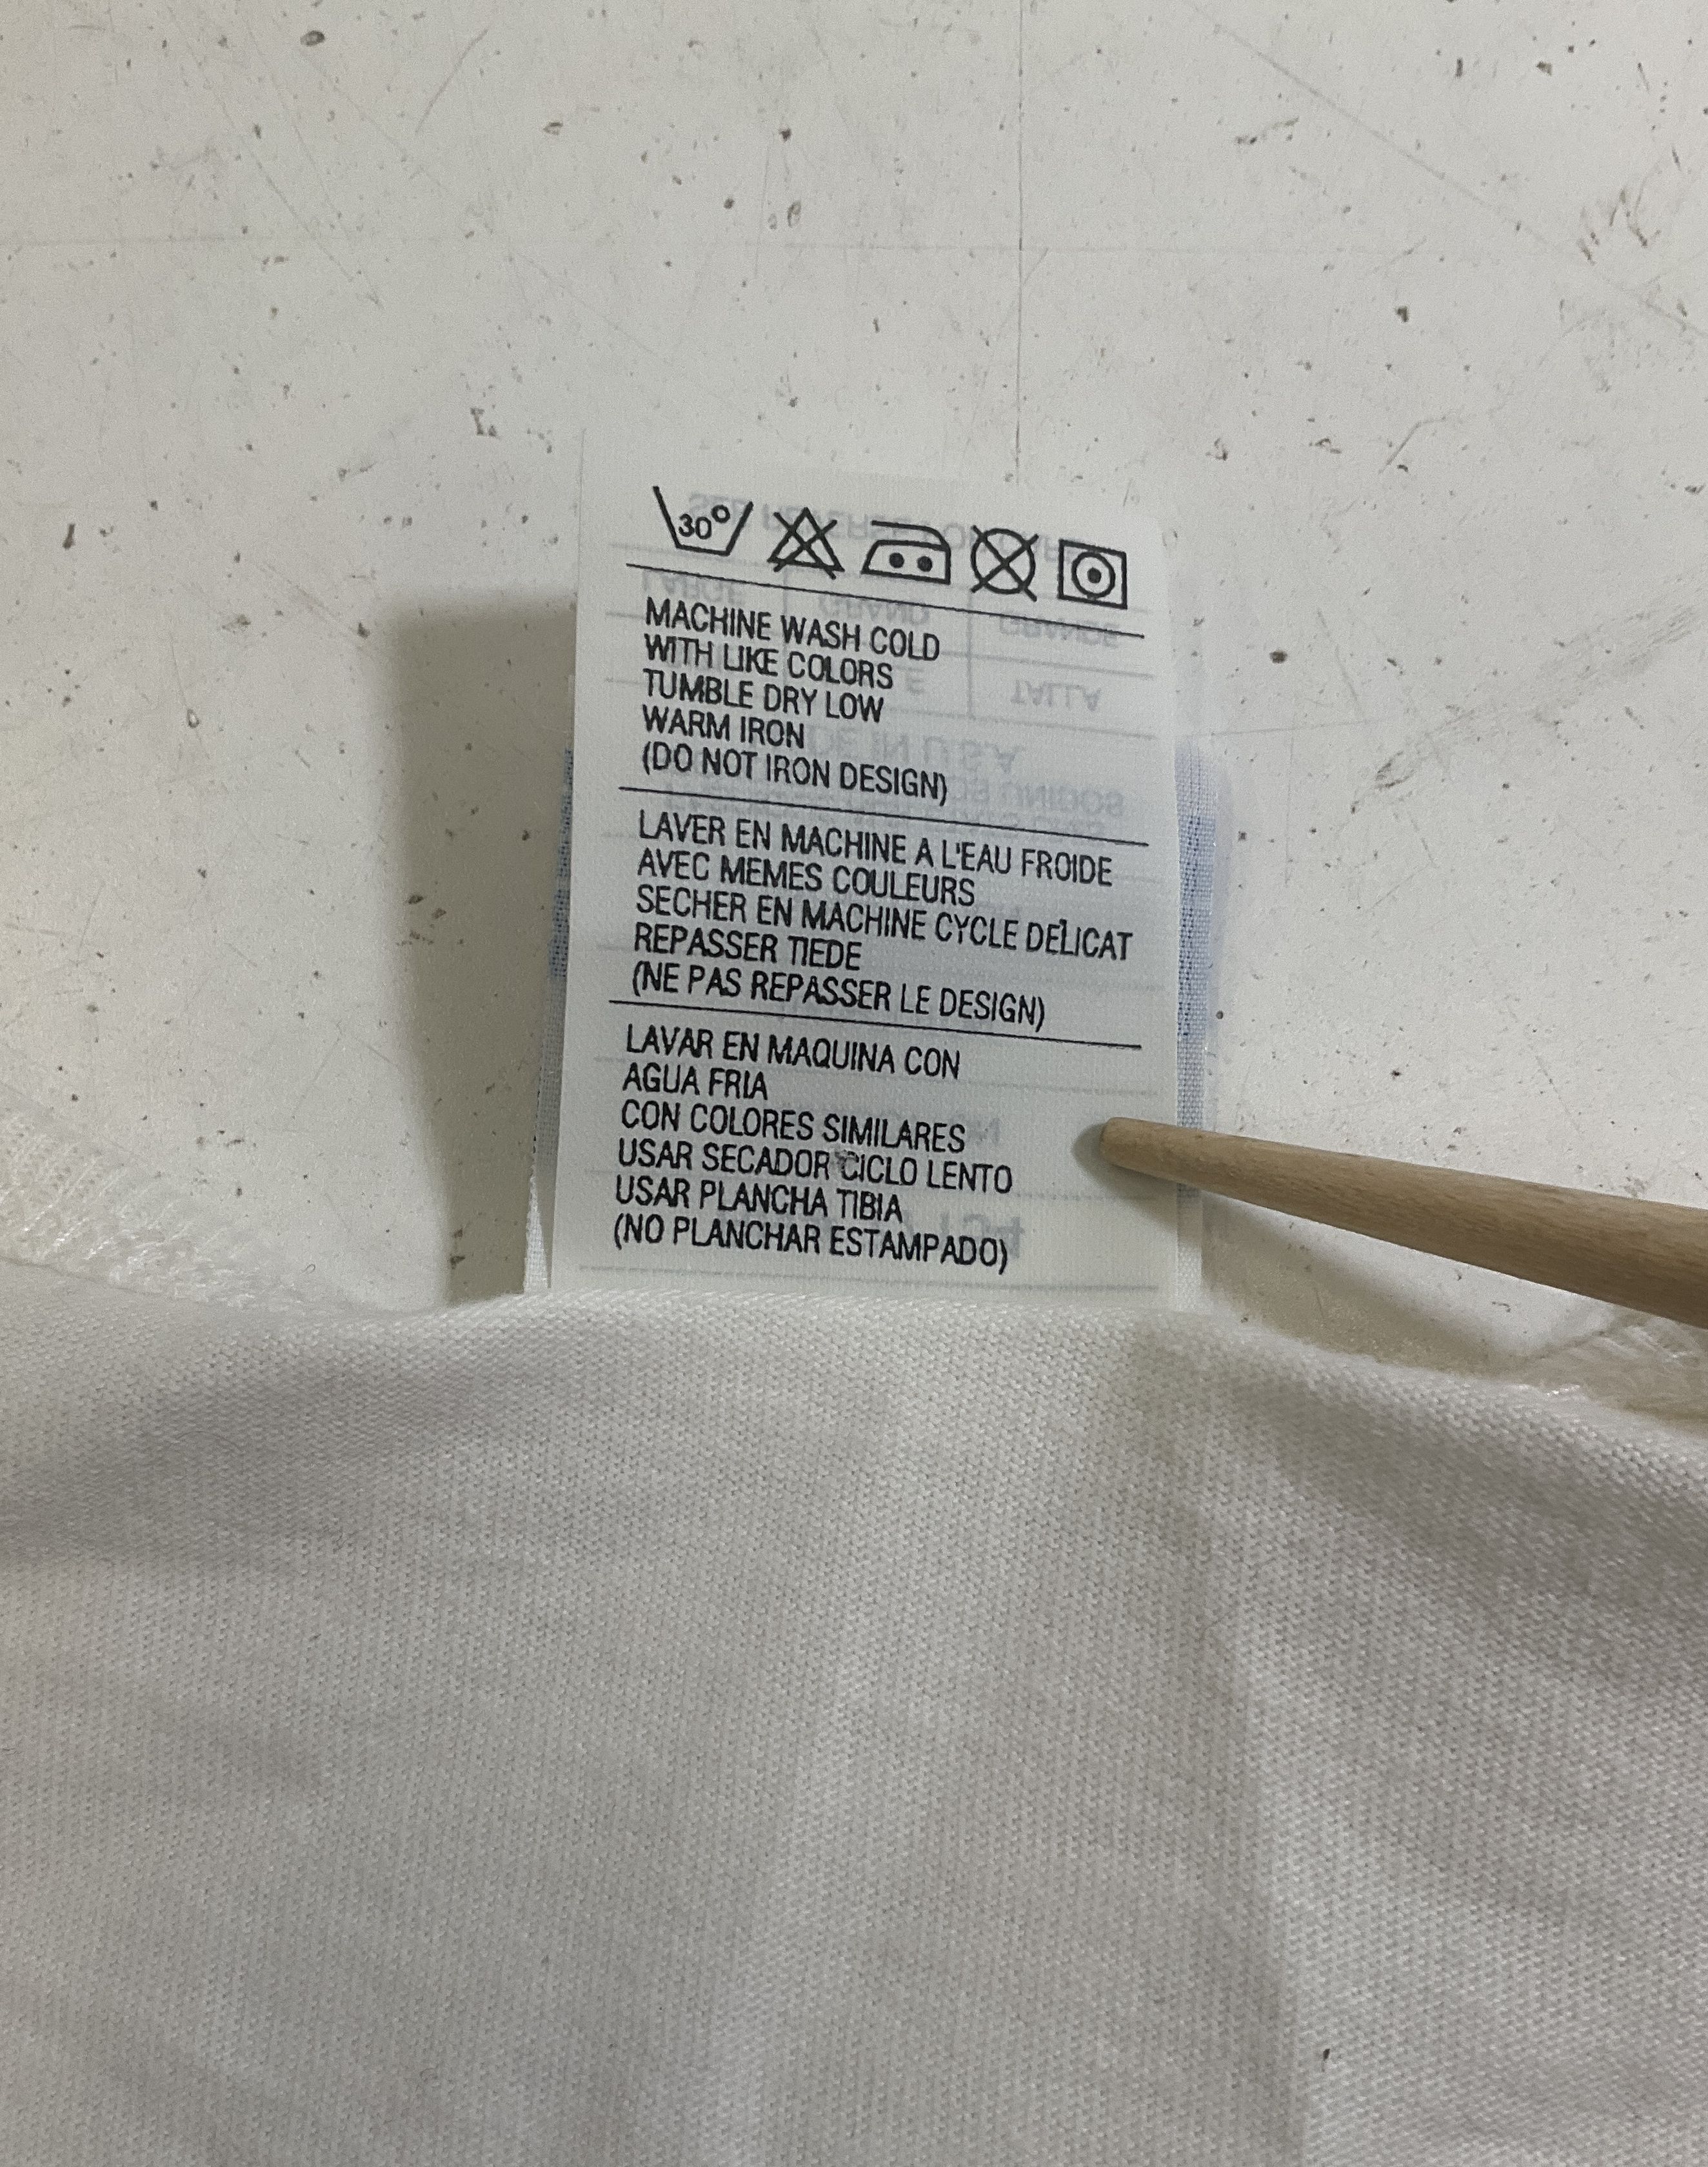 30°
MACHINE WASH COLD
WITH LIKE COLORS
TUMBLE DRY LOW
WARM IRON
(DO NOT IRON DESIGN)
LAVER EN MACHINE A L'EAU FROIDE
AVEC MEMES COULEURS
SECHER EN MACHINE CYCLE DELICAT
REPASSER TIEDE
(NE PAS REPASSER LE DESIGN)
LAVAR EN MAQUINA CON
AGUA FRIA
CON COLORES SIMILARES
USAR SECADOR CICLO LENTO
USAR PLANCHA TIBIA
(NO PLANCHAR ESTAMPADO)